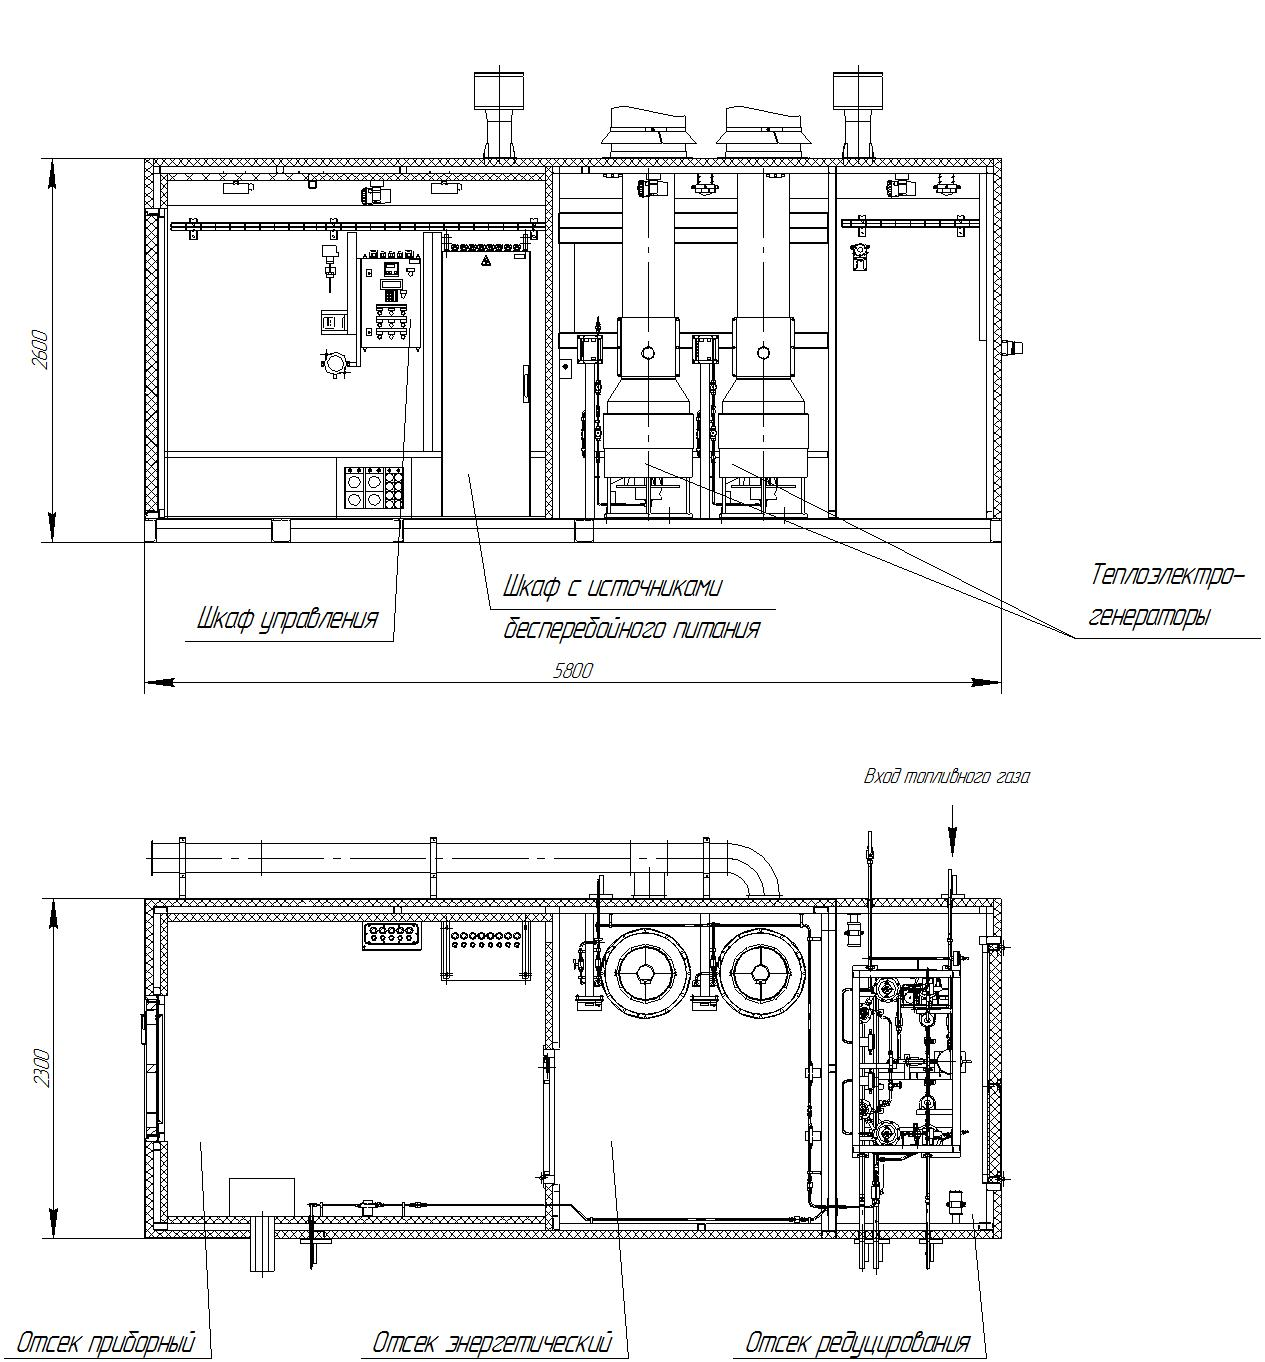 2600
Теплоэлектро-
генераторы
Шкаф с источниками
бесперебойного питания
Шкаф управления
5800
Вход топливного газа
2300
Отсек приборный
Отсек энергетический
Отсек редуцирования